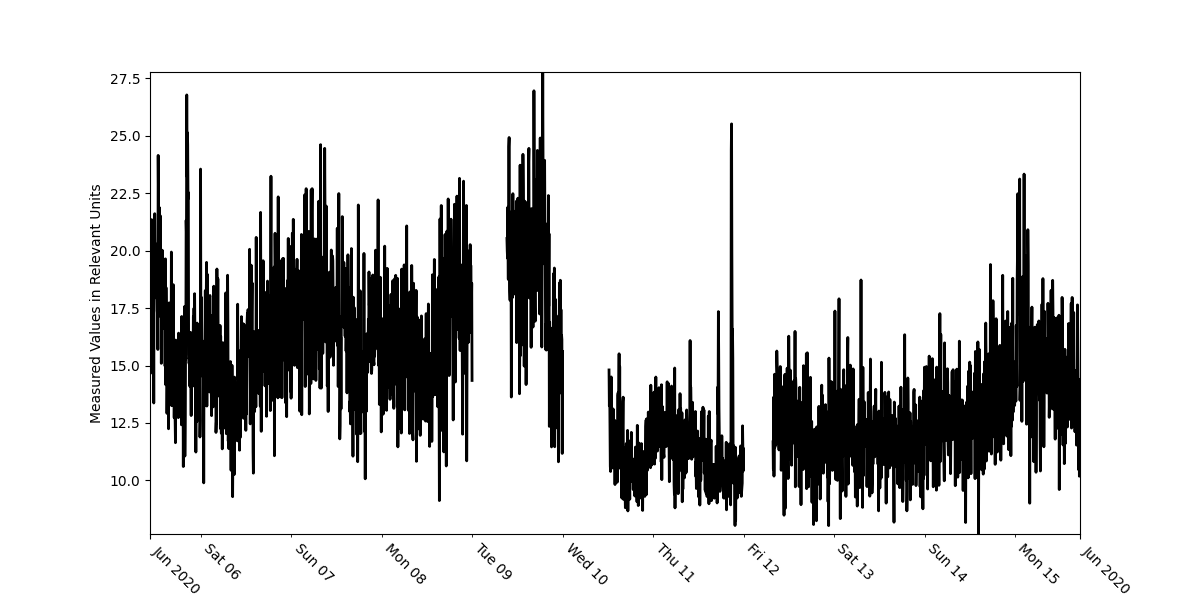 27.5
25.0
22.5
20.0
17.5
15.0
12.5
10.0
Measured Values in Relevant Units
Jun 2020
Sat 06
Sun 07
Mon 08
Tue 09
Wed 10
Thu 11
Fri 12
Sat 13
Sun 14
Mon 15
Jun 2020